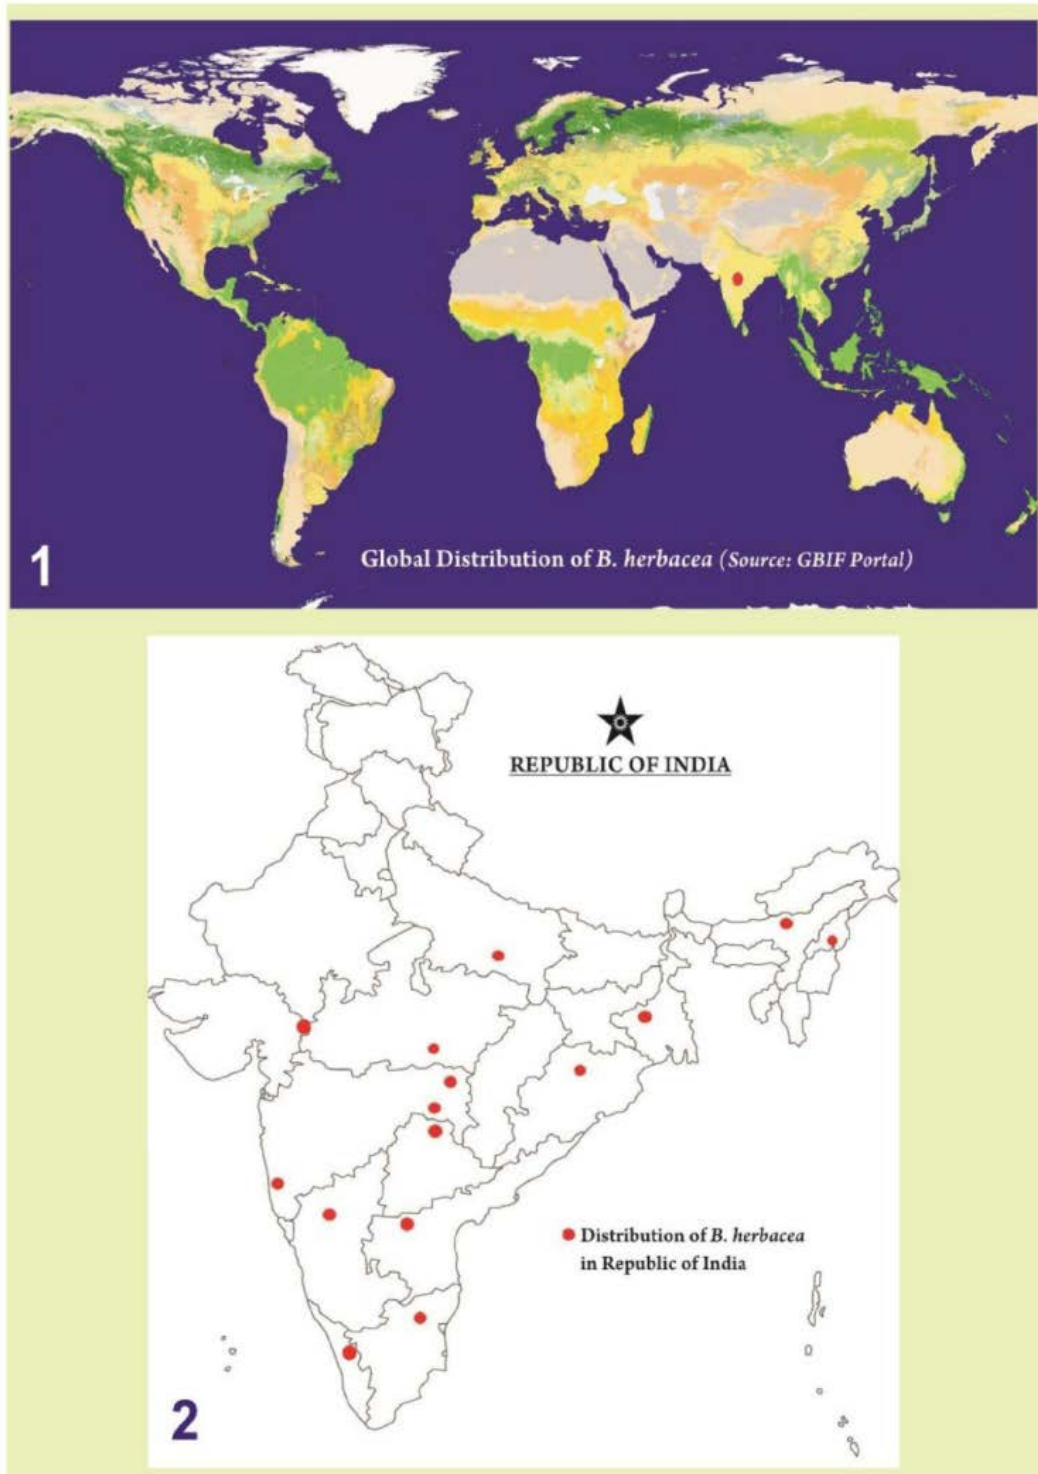 1
Global Distribution of B. herbacea (Source: GBIF Portal)
REPUBLIC OF INDIA
Distribution of B. herbacea
in Republic of India
2